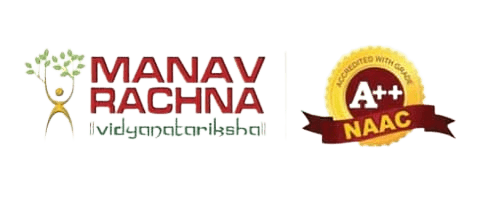 MANAV
RACHNA
॥vidyanatariksha॥
ACCREDITED WITH GRADE
A++
NAAC